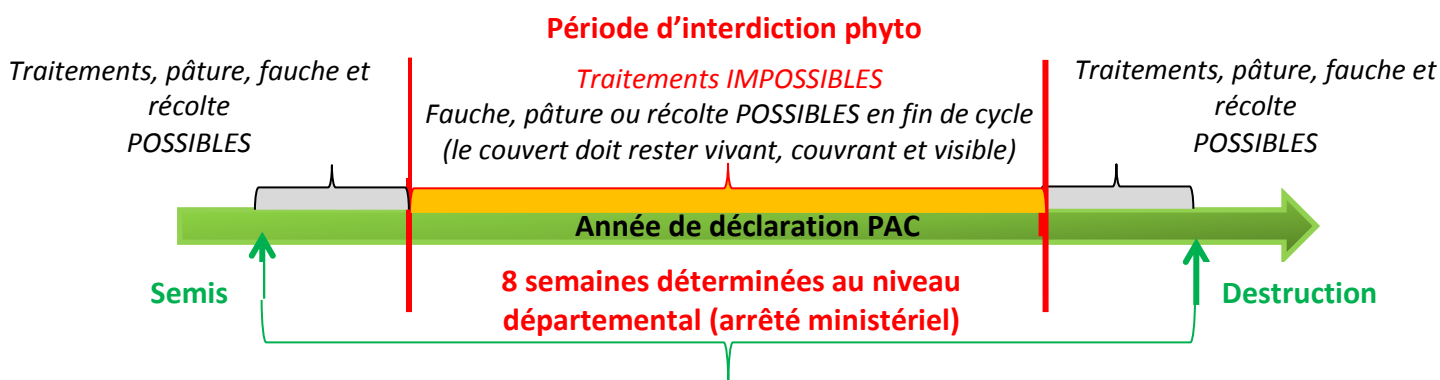 Période d’interdiction phyto
Traitements, pâture, fauche et
récolte
POSSIBLES
Traitements IMPOSSIBLES
Fauche, pâture ou récolte POSSIBLES en fin de cycle
(le couvert doit rester vivant, couvrant et visible)
Traitements, pâture, fauche et
récolte
POSSIBLES
Année de déclaration PAC
Semis
8 semaines déterminées au niveau
départemental (arrêté ministériel)
Destruction